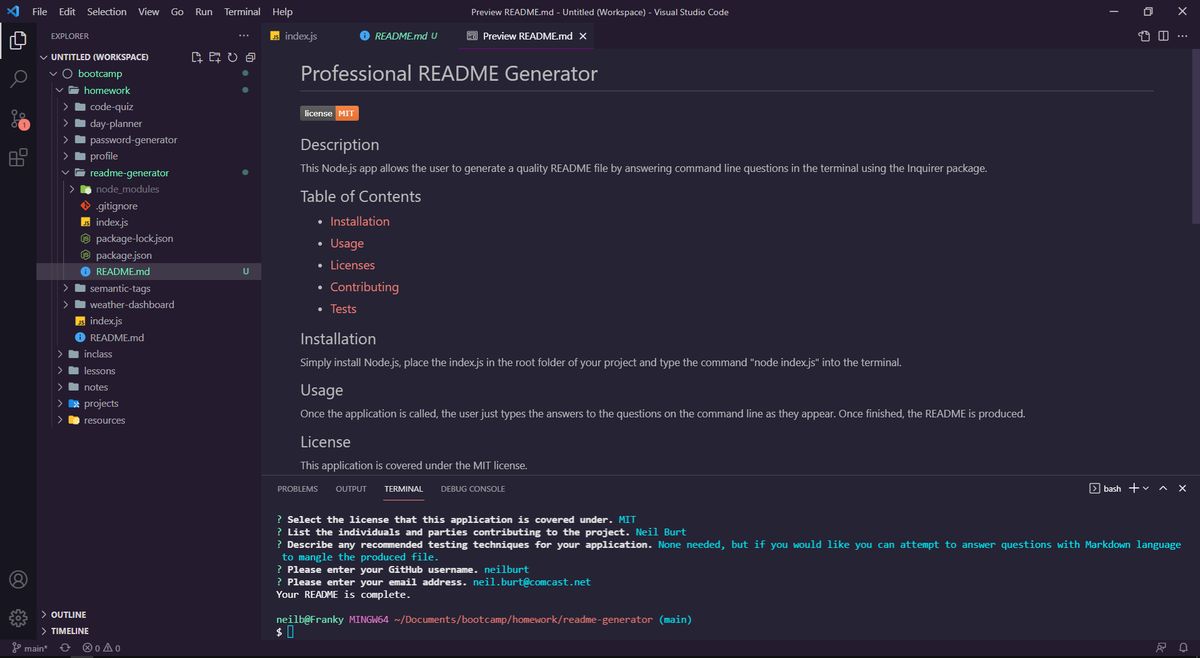 File Edit Selection View Go Run Terminal Help
Preview README.md - Untitled (Workspace) - Visual Studio Code
EXPLORER
UNTITLED (WORKSPACE)
bootcamp
homework
code-quiz
day-planner
password-generator
profile
readme-generator
node_modules
.gitignore
JS index.js
package-lock.json
package.json
README.md U
semantic-tags
weather-dashboard
JS index.js
README.md
inclass
lessons
notes
projects
resources
OUTLINE
TIMELINE
1
JS index.js README.md U Preview README.md
Professional README Generator
license MIT
Description
This Node.js app allows the user to generate a quality README file by answering command line questions in the terminal using the Inquirer package.
Table of Contents
• Installation
• Usage
• Licenses
• Contributing
• Tests
Installation
Simply install Node.js, place the index.js in the root folder of your project and type the command "node index.js" into the terminal.
Usage
Once the application is called, the user just types the answers to the questions on the command line as they appear. Once finished, the README is produced.
License
This application is covered under the MIT license.
PROBLEMS OUTPUT TERMINAL DEBUG CONSOLE
bash
? Select the license that this application is covered under. MIT
? List the individuals and parties contributing to the project. Neil Burt
? Describe any recommended testing techniques for your application. None needed, but if you would like you can attempt to answer questions with Markdown language
to mangle the produced file.
? Please enter your GitHub username. neilburt
? Please enter your email address. neil.burt@comcast.net
Your README is complete.
neilb@Franky MINGW64 ~/Documents/bootcamp/homework/readme-generator (main)
$
main* 0 0